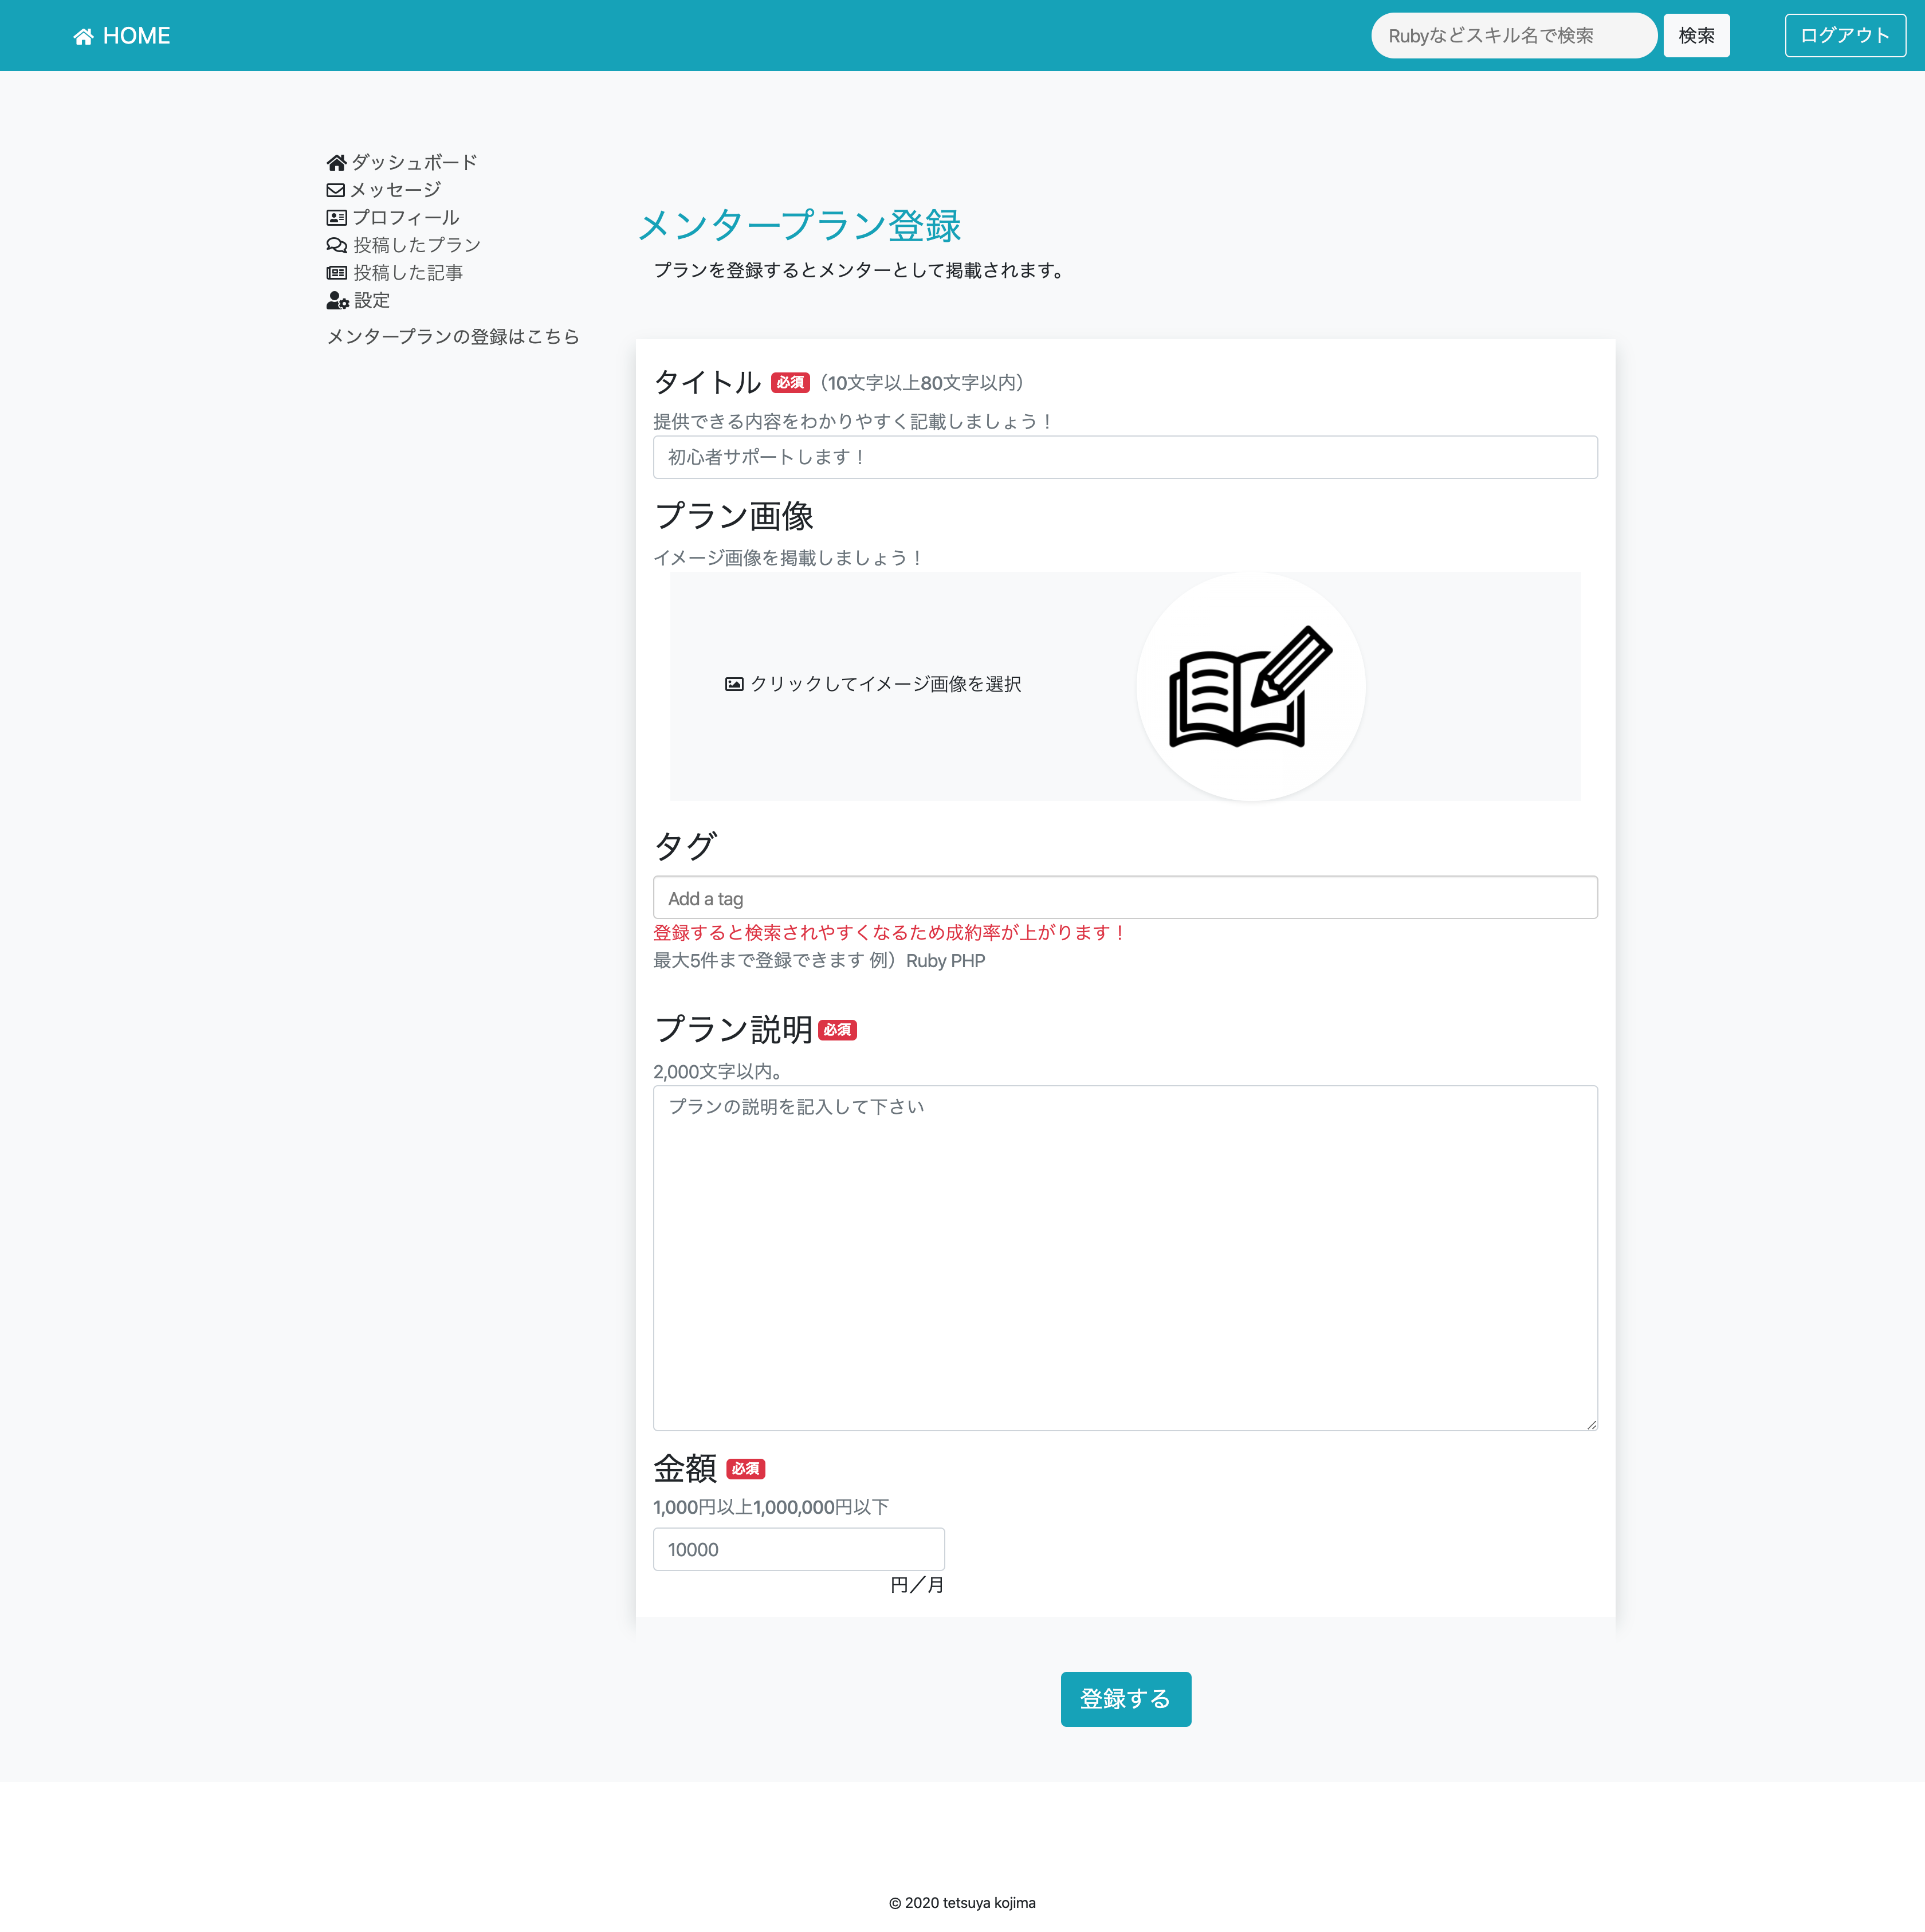 HOME
Rubyなどスキル名で検索
検索
ログアウト
ダッシュボード
メッセージ
プロフィール
投稿したプラン
投稿した記事
設定
メンタープランの登録はこちら
メンタープラン登録
プランを登録するとメンターとして掲載されます。
タイトル 必須（10文字以上80文字以内）
提供できる内容をわかりやすく記載しましょう！
初心者サポートします！
プラン画像
イメージ画像を掲載しましょう！
クリックしてイメージ画像を選択
タグ
Add a tag
登録すると検索されやすくなるため成約率が上がります！
最大5件まで登録できます 例）Ruby PHP
プラン説明 必須
2,000文字以内。
プランの説明を記入して下さい
金額 必須
1,000円以上1,000,000円以下
10000
円／月
登録する
© 2020 tetsuya kojima